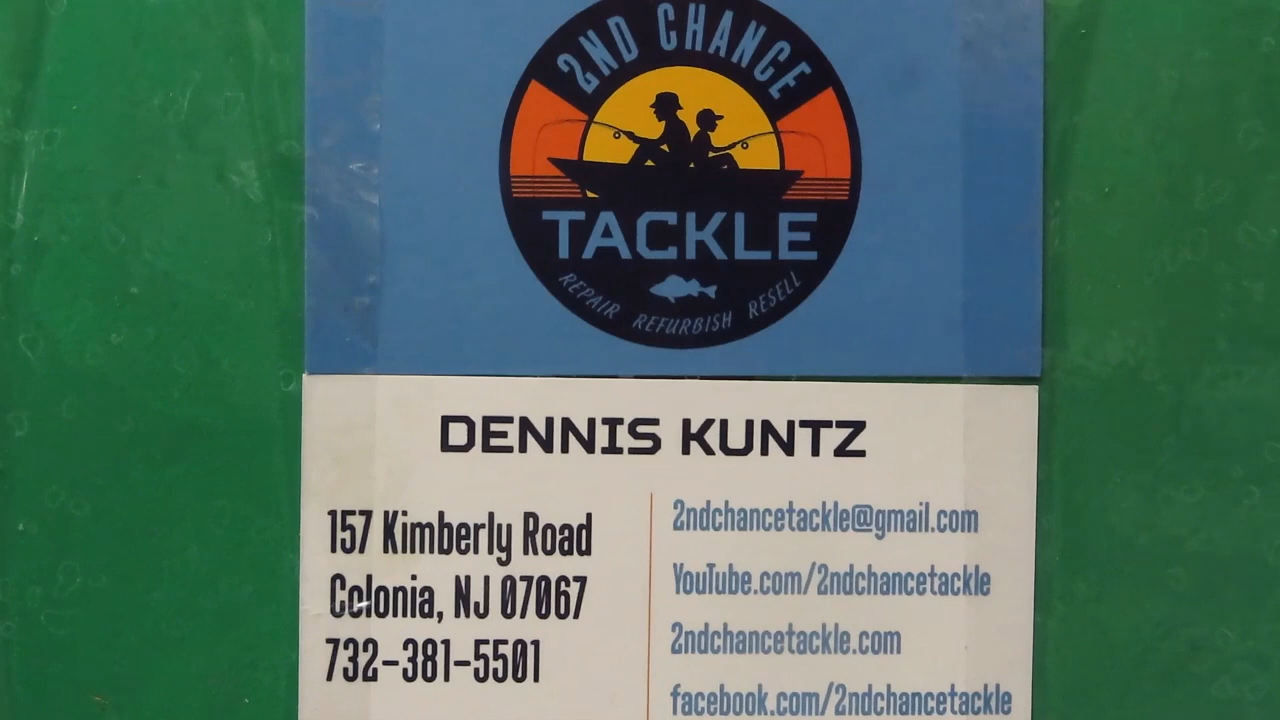 2ND CHANCE
TACKLE
REPAIR REFURBISH RESELL
DENNIS KUNTZ
157 Kimberly Road
Colonia, NJ 07067
732-381-5501
2ndchancetackle@gmail.com
YouTube.com/2ndchancetackle
2ndchancetackle.com
facebook.com/2ndchancetackle